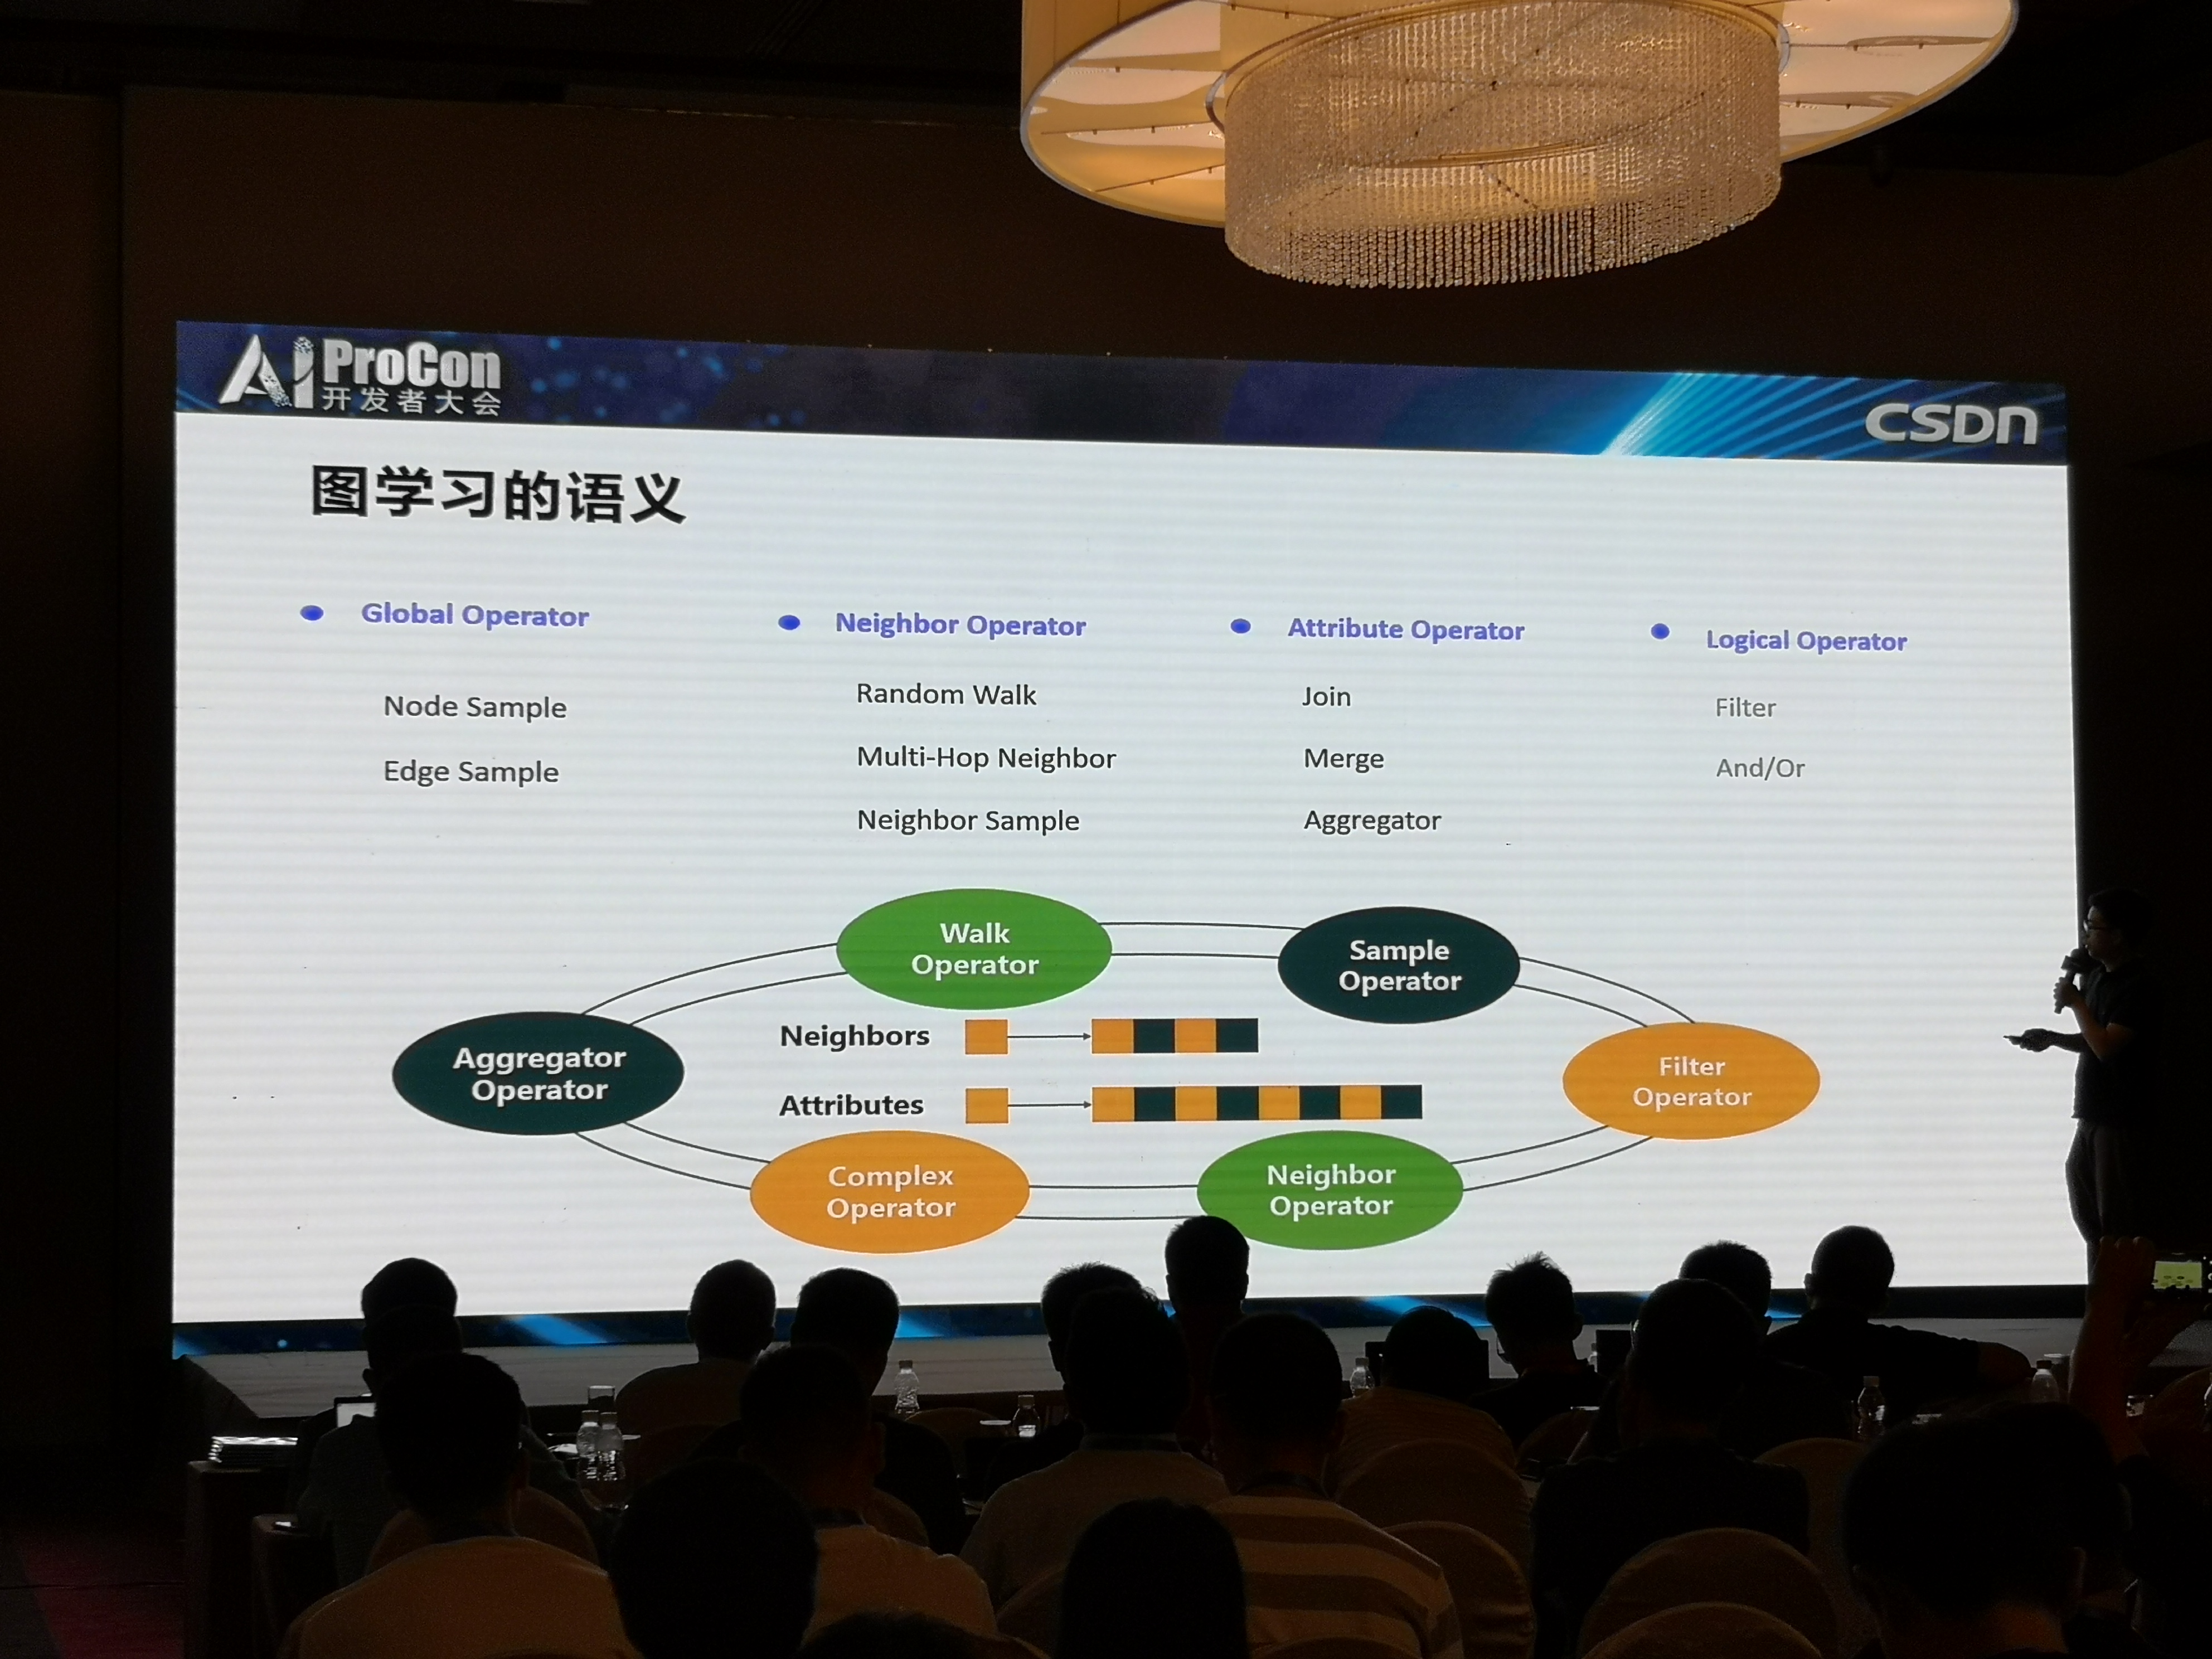 AI ProCon
开发者大会
CSDN
图学习的语义
Global Operator
Node Sample
Edge Sample
Neighbor Operator
Random Walk
Multi-Hop Neighbor
Neighbor Sample
Attribute Operator
Join
Merge
Aggregator
Logical Operator
Filter
And/Or
Walk
Operator
Sample
Operator
Aggregator
Operator
Neighbors
Attributes
Filter
Operator
Complex
Operator
Neighbor
Operator